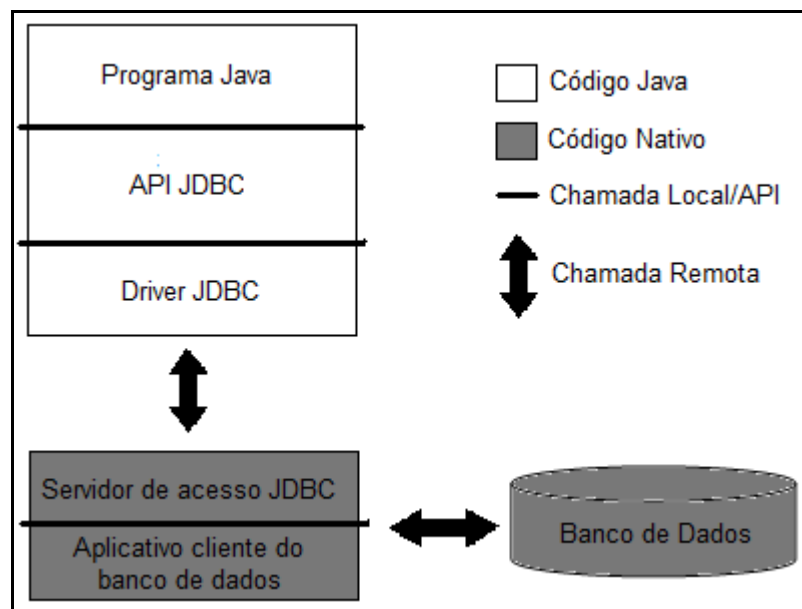 Programa Java
API JDBC
Driver JDBC
Servidor de acesso JDBC
Aplicativo cliente do
banco de dados
Banco de Dados
Código Java
Código Nativo
Chamada Local/API
Chamada Remota